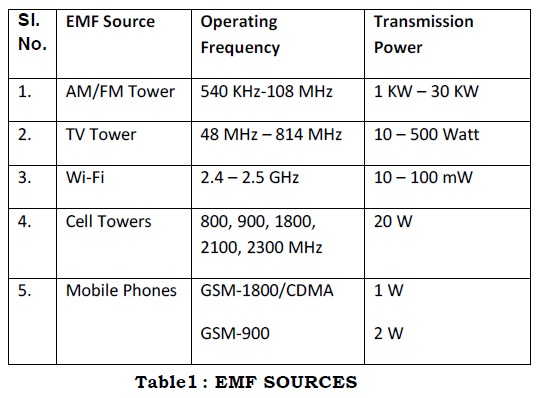 Sl. No. EMF Source Operating Frequency Transmission Power
1. AM/FM Tower 540 KHz-108 MHz 1 KW – 30 KW
2. TV Tower 48 MHz – 814 MHz 10 – 500 Watt
3. Wi-Fi 2.4 – 2.5 GHz 10 – 100 mW
4. Cell Towers 800, 900, 1800, 2100, 2300 MHz 20 W
5. Mobile Phones GSM-1800/CDMA 1 W
GSM-900 2 W
Table1 : EMF SOURCES